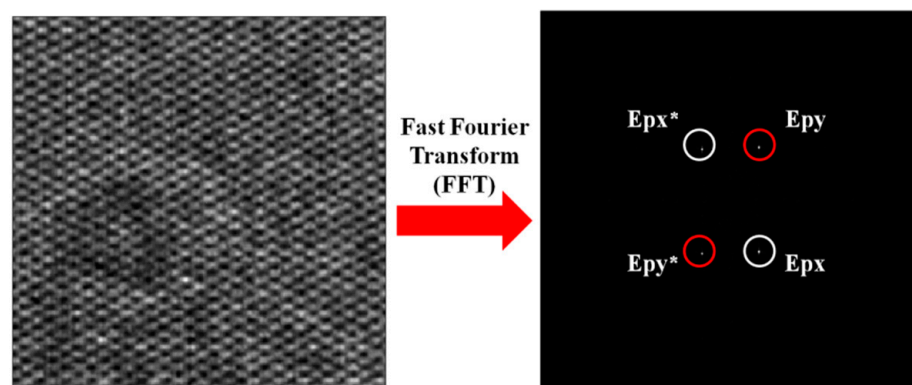 Fast Fourier
Transform
(FFT)
Epx*
Epy
Epy*
Epx